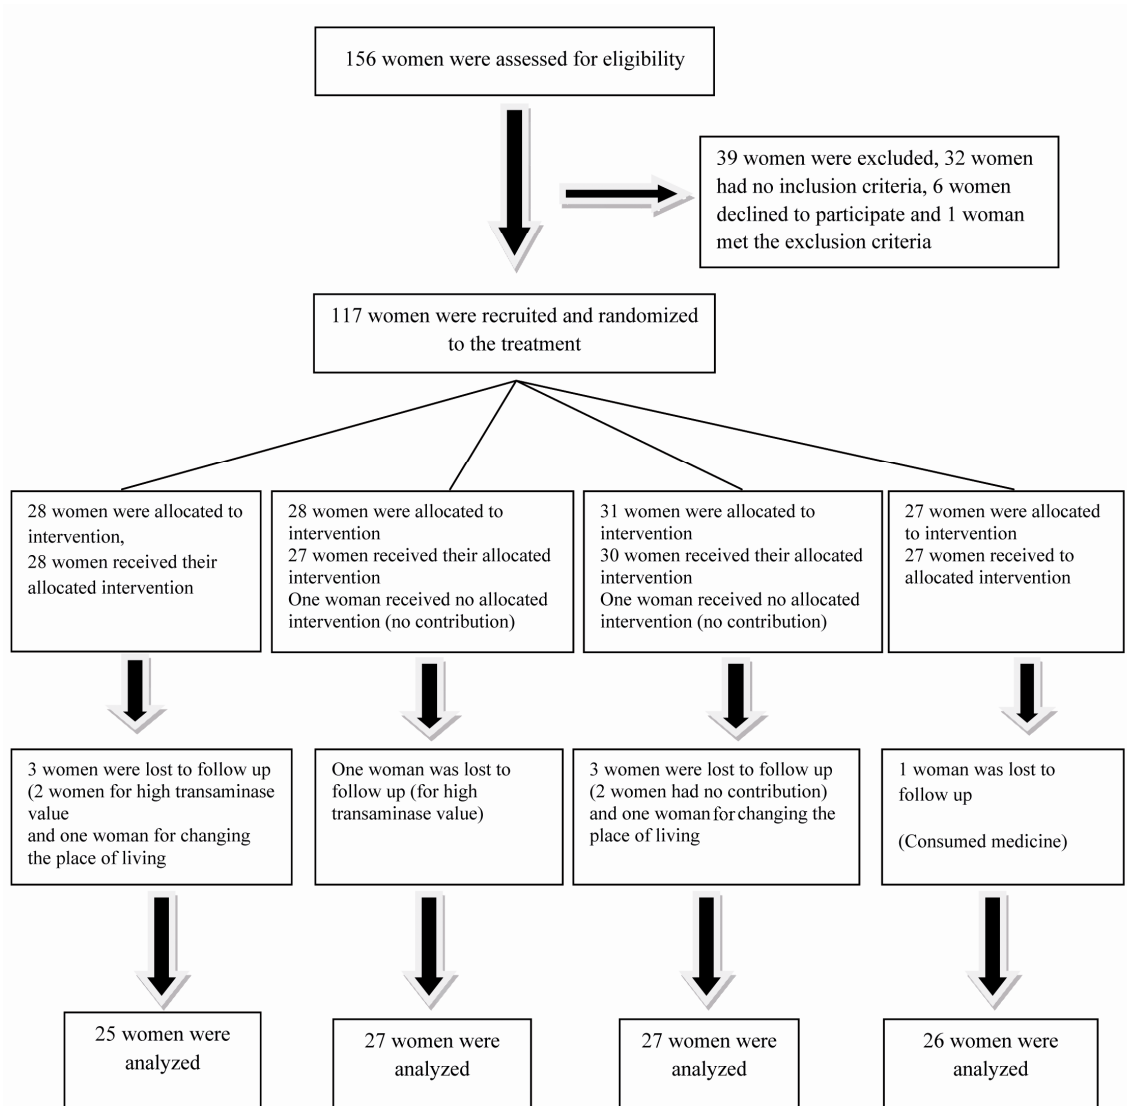 156 women were assessed for eligibility
39 women were excluded, 32 women
had no inclusion criteria, 6 women
declined to participate and 1 woman
met the exclusion criteria
117 women were recruited and randomized
to the treatment
28 women were allocated to
intervention,
28 women received their
allocated intervention
28 women were allocated to
intervention
27 women received their allocated
intervention
One woman received no allocated
intervention (no contribution)
31 women were allocated to
intervention
30 women received their allocated
intervention
One woman received no allocated
intervention (no contribution)
27 women were allocated
to intervention
27 women received to
allocated intervention
3 women were lost to follow up
(2 women for high transaminase
value
and one woman for changing
the place of living
One woman was lost to
follow up (for high
transaminase value)
3 women were lost to follow up
(2 women had no contribution)
and one woman for changing the
place of living
1 woman was lost to
follow up
(Consumed medicine)
25 women were
analyzed
27 women were
analyzed
27 women were
analyzed
26 women were
analyzed